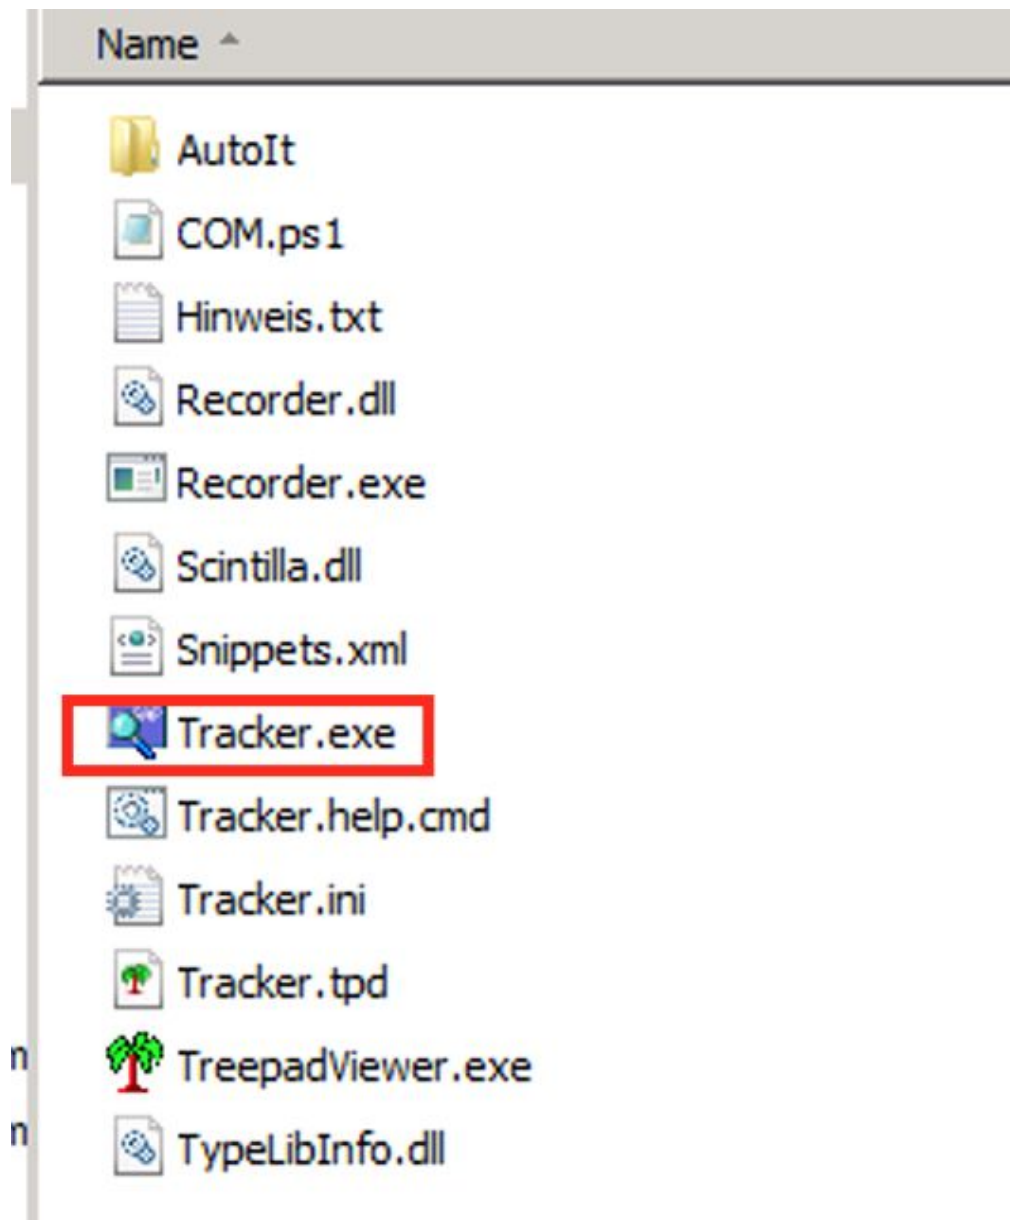 Name
AutoIt
COM.ps1
Hinweis.txt
Recorder.dll
Recorder.exe
Scintilla.dll
Snippets.xml
Tracker.exe
Tracker.help.cmd
Tracker.ini
Tracker.tpd
TreepadViewer.exe
TypeLibInfo.dll